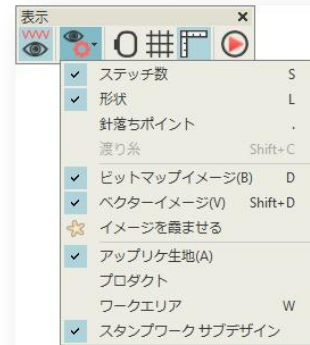 表示
ステッチ数 S
形状 L
針落ちポイント .
渡り糸 Shift+C
ビットマップイメージ(B) D
ベクターイメージ(V) Shift+D
イメージを霞ませる
アップリケ生地(A)
プロダクト
ワークエリア W
スタンプワーク サブデザイン